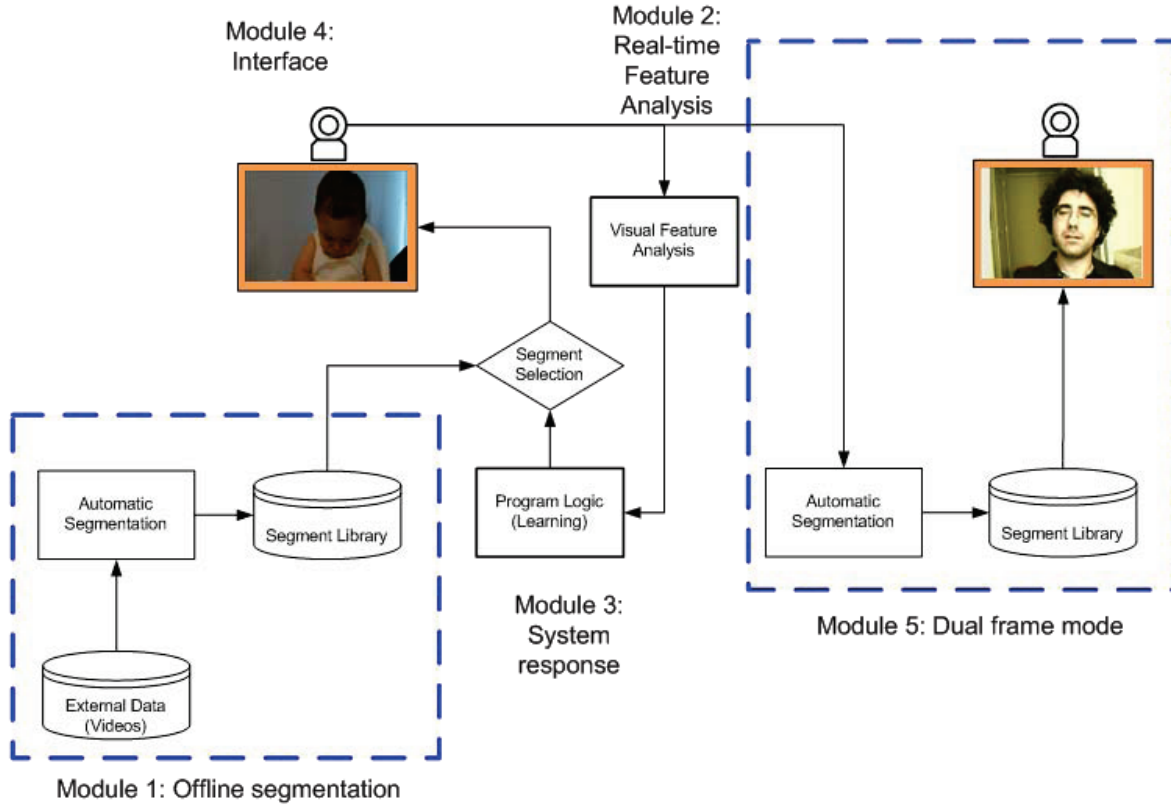 Module 4:
Interface
Module 2:
Real-time
Feature
Analysis
Visual Feature
Analysis
Segment
Selection
Automatic
Segmentation
Segment Library
Program Logic
(Learning)
Automatic
Segmentation
Segment Library
External Data
(Videos)
Module 3:
System
response
Module 5: Dual frame mode
Module 1: Offline segmentation